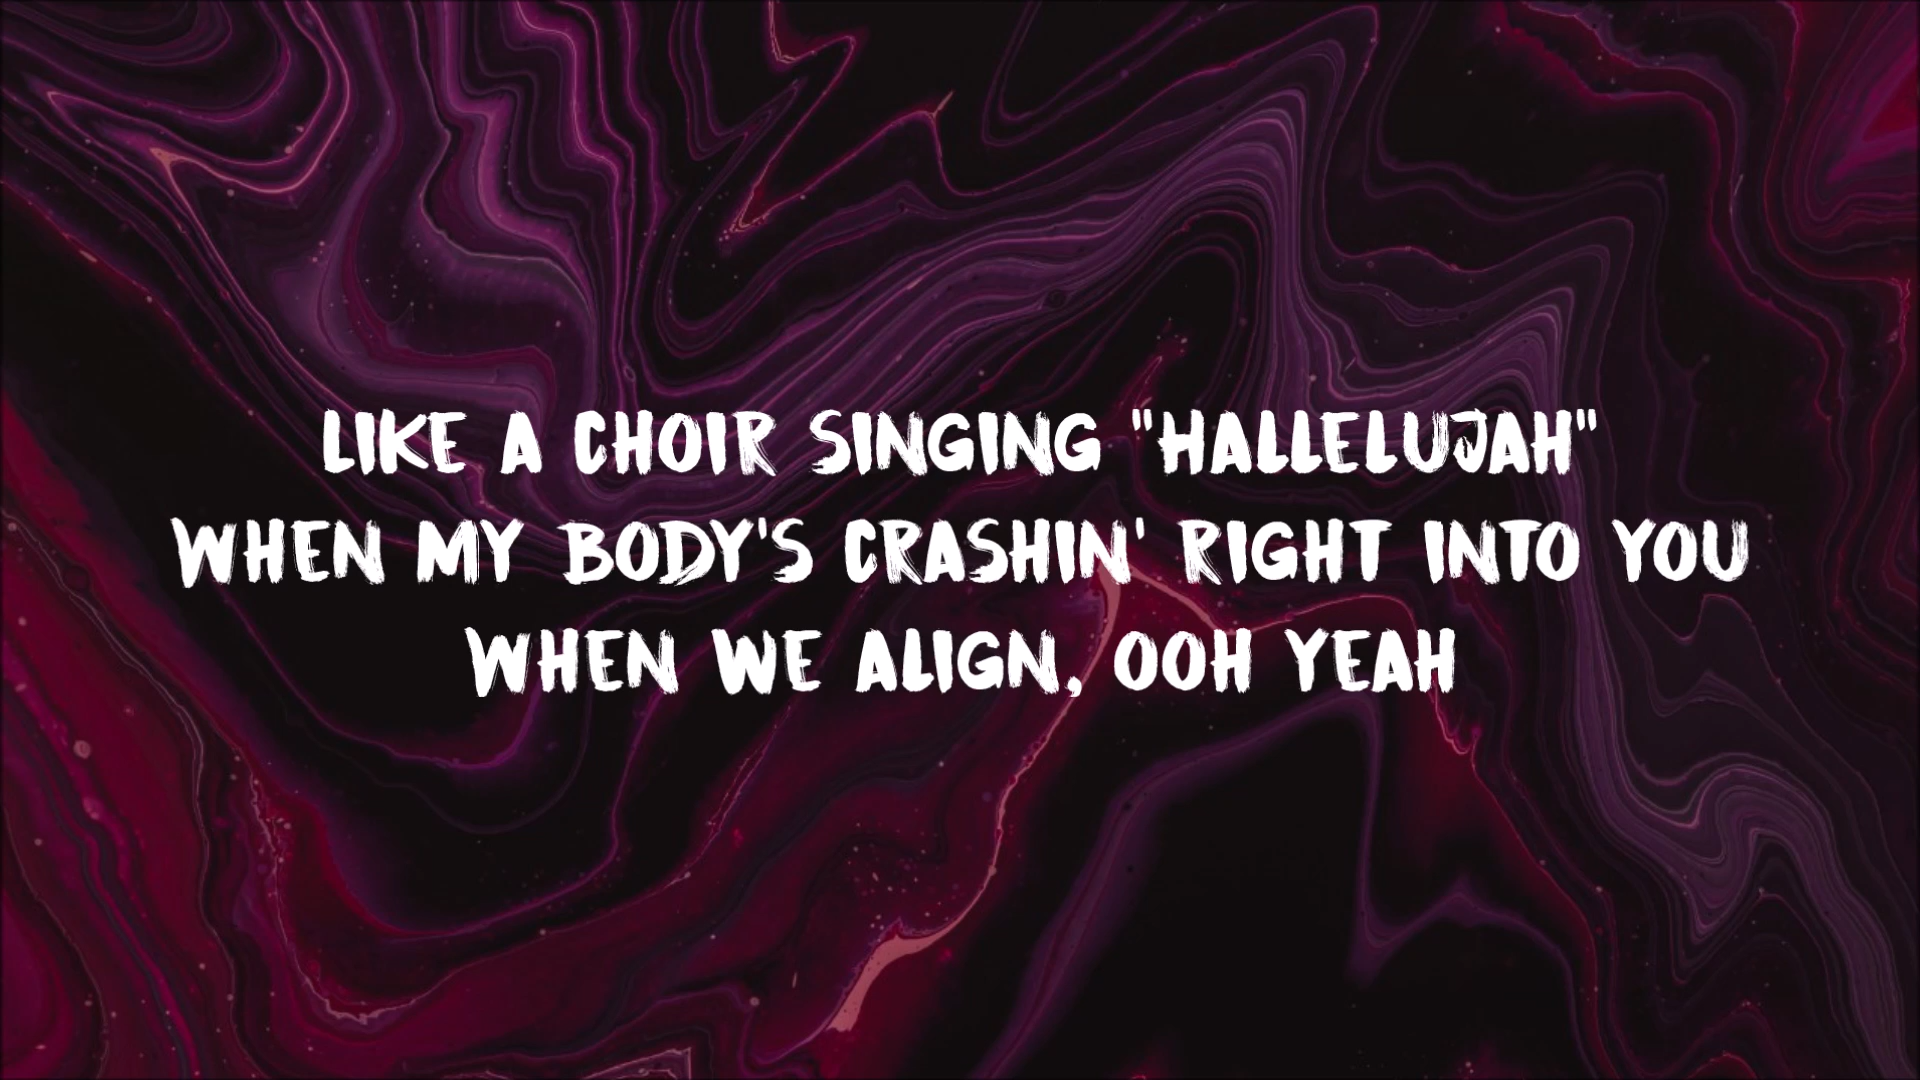 LIKE A CHOIR SINGING "HALLELUJAH"
WHEN MY BODY'S CRASHIN' RIGHT INTO YOU
WHEN WE ALIGN, OOH YEAH